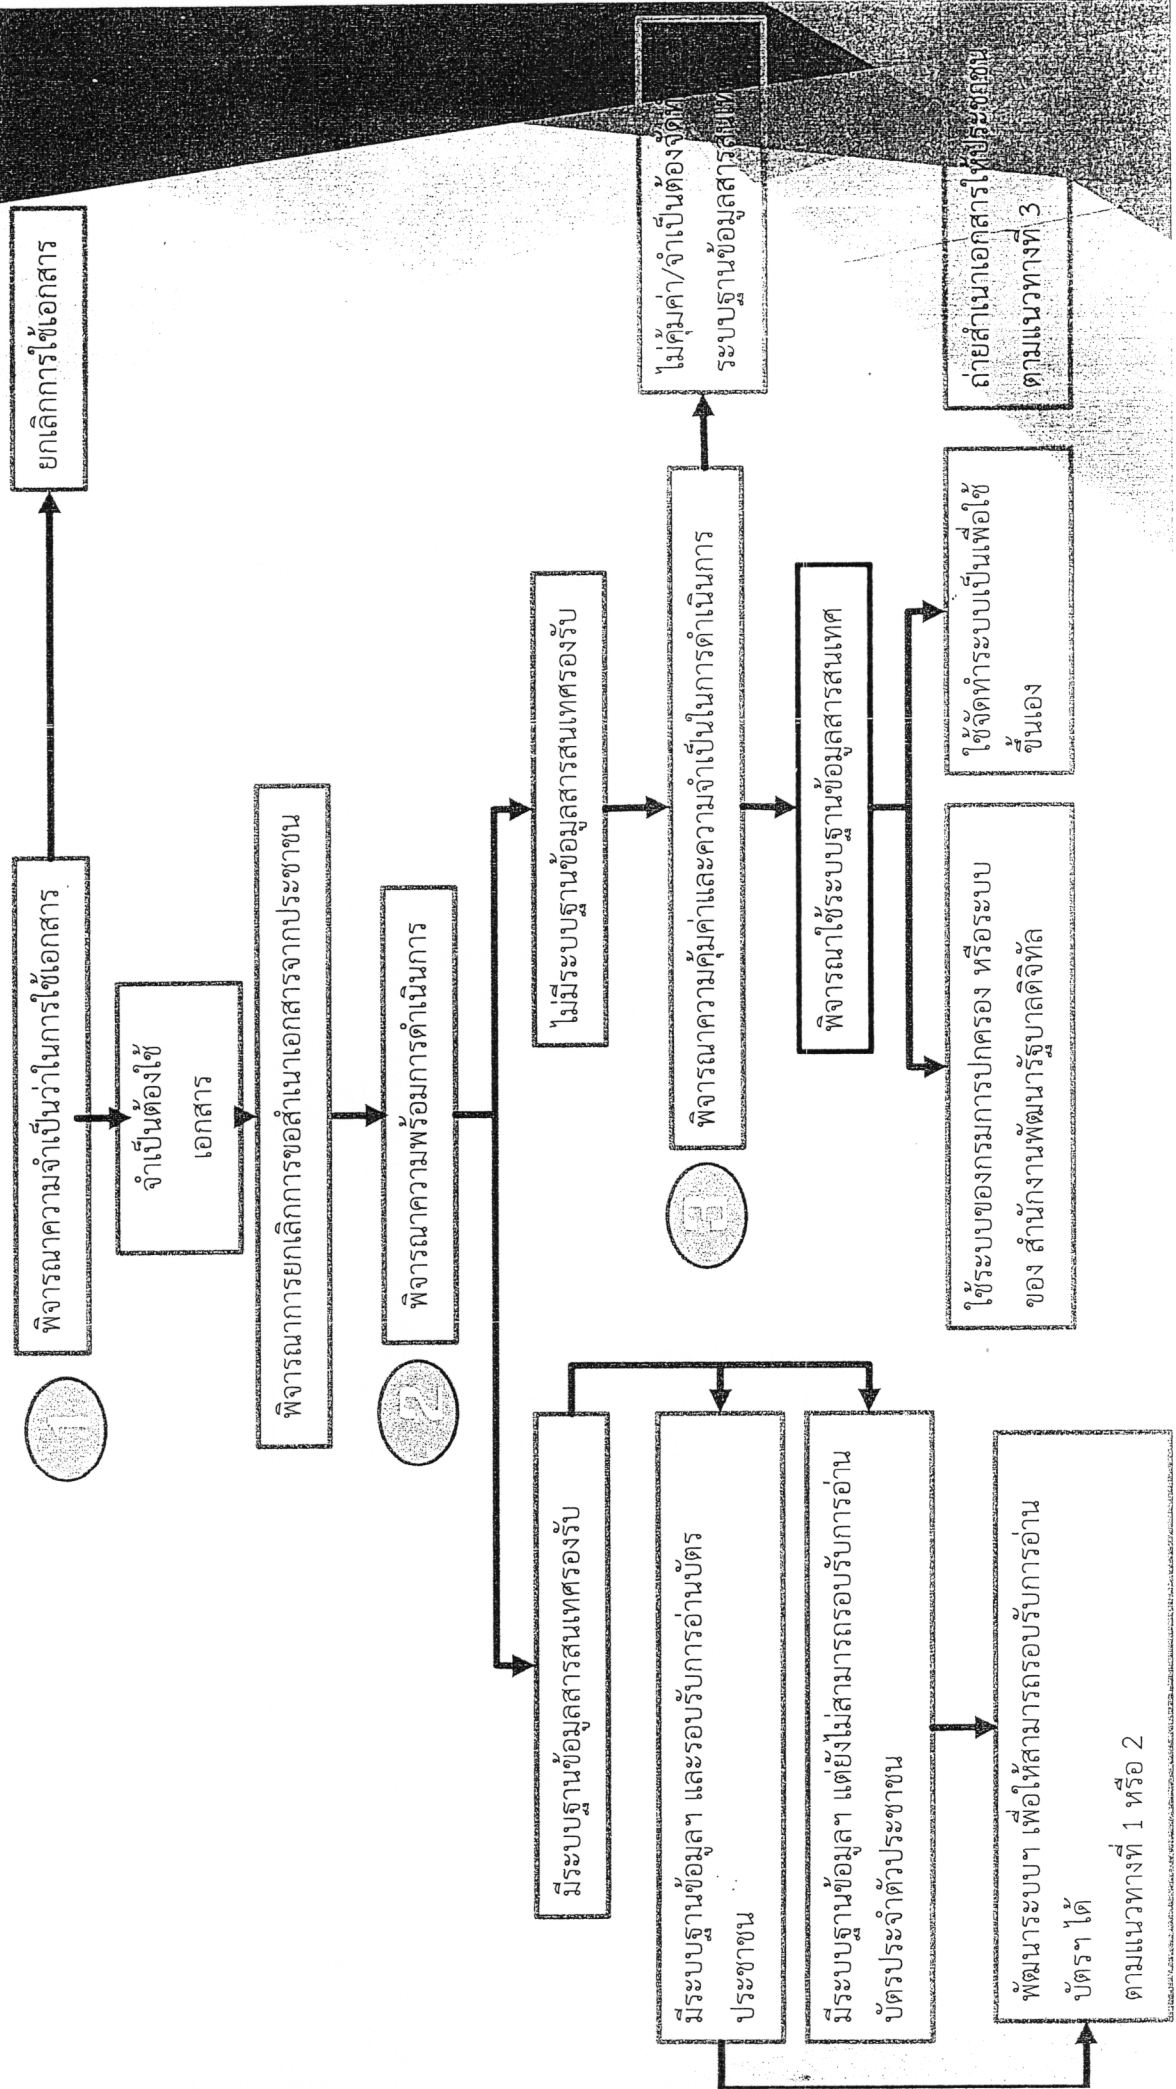 1
พิจารณาความจำเป็นว่าในการใช้เอกสาร
ยกเลิกการใช้เอกสาร
จำเป็นต้องใช้
เอกสาร
พิจารณาการยกเลิกการขอสำเนาเอกสารจากประชาชน
2
พิจารณาความพร้อมการดำเนินการ
มีระบบฐานข้อมูลสารสนเทศรองรับ
ไม่มีระบบฐานข้อมูลสารสนเทศรองรับ
มีระบบฐานข้อมูลฯ และรอบรับการอ่านบัตร
ประชาชน
3
พิจารณาความคุ้มค่าและความจำเป็นในการดำเนินการ
ไม่คุ้มค่า/จำเป็นต้องจัดทำ
ระบบฐานข้อมูลสารสนเทศ
มีระบบฐานข้อมูลฯ แต่ยังไม่สามารถรอบรับการอ่าน
บัตรประจำตัวประชาชน
พิจารณาใช้ระบบฐานข้อมูลสารสนเทศ
พัฒนาระบบฯ เพื่อให้สามารถรอบรับการอ่าน
บัตรฯ ได้
ตามแนวทางที่ 1 หรือ 2
ใช้ระบบของกรมการปกครอง หรือระบบ
ของ สำนักงานพัฒนารัฐบาลดิจิทัล
ใช้จัดทำระบบเป็นเพื่อใช้
ขึ้นเอง
ถ่ายสำเนาเอกสารให้ประชาชน
ตามแนวทางที่ 3